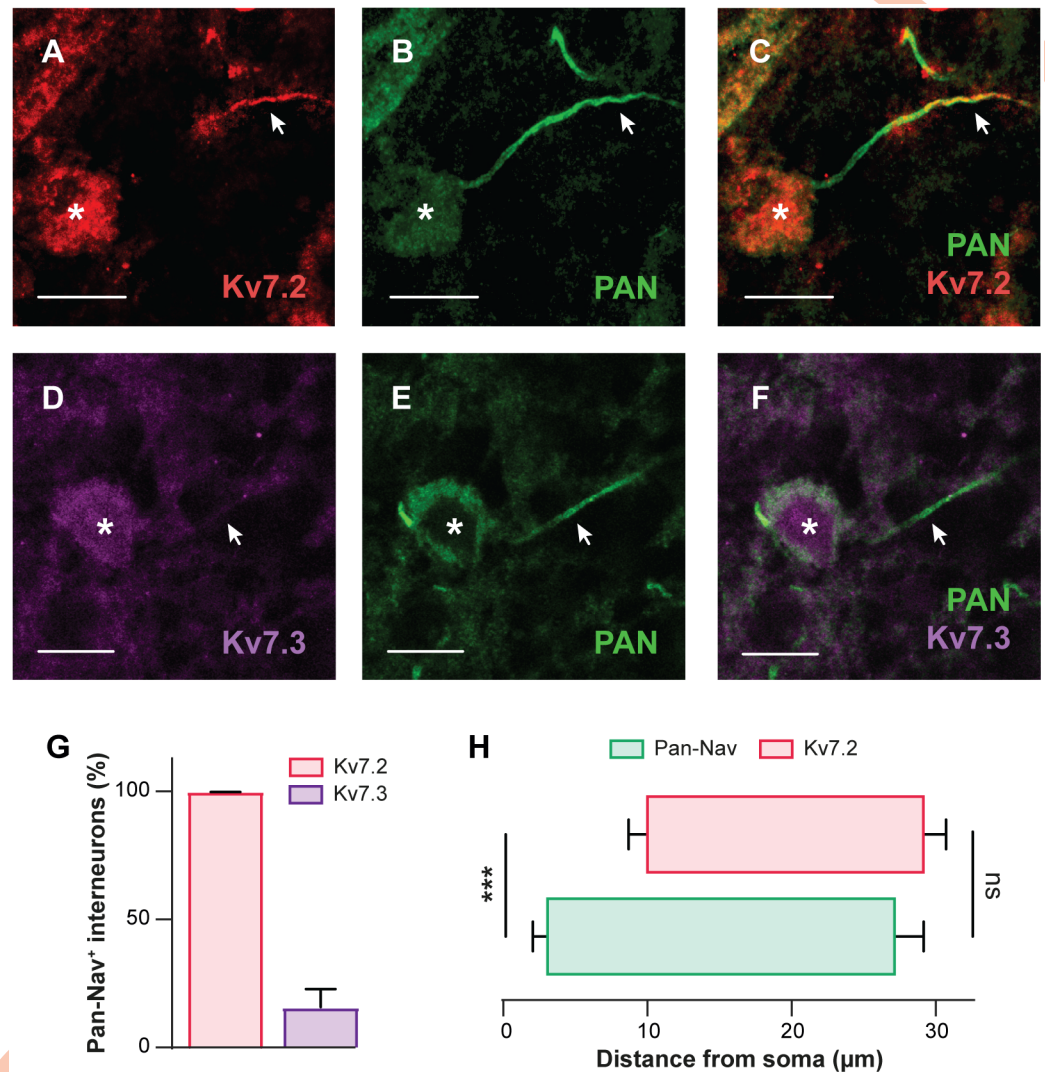 A
*
Kv7.2
B
*
PAN
C
*
PAN
Kv7.2
D
*
Kv7.3
E
*
PAN
F
*
PAN
Kv7.3
G
Pan-Nav⁺ interneurons (%)
100
50
0
Kv7.2
Kv7.3
H
Pan-Nav
Kv7.2
***
ns
0
10
20
30
Distance from soma (µm)